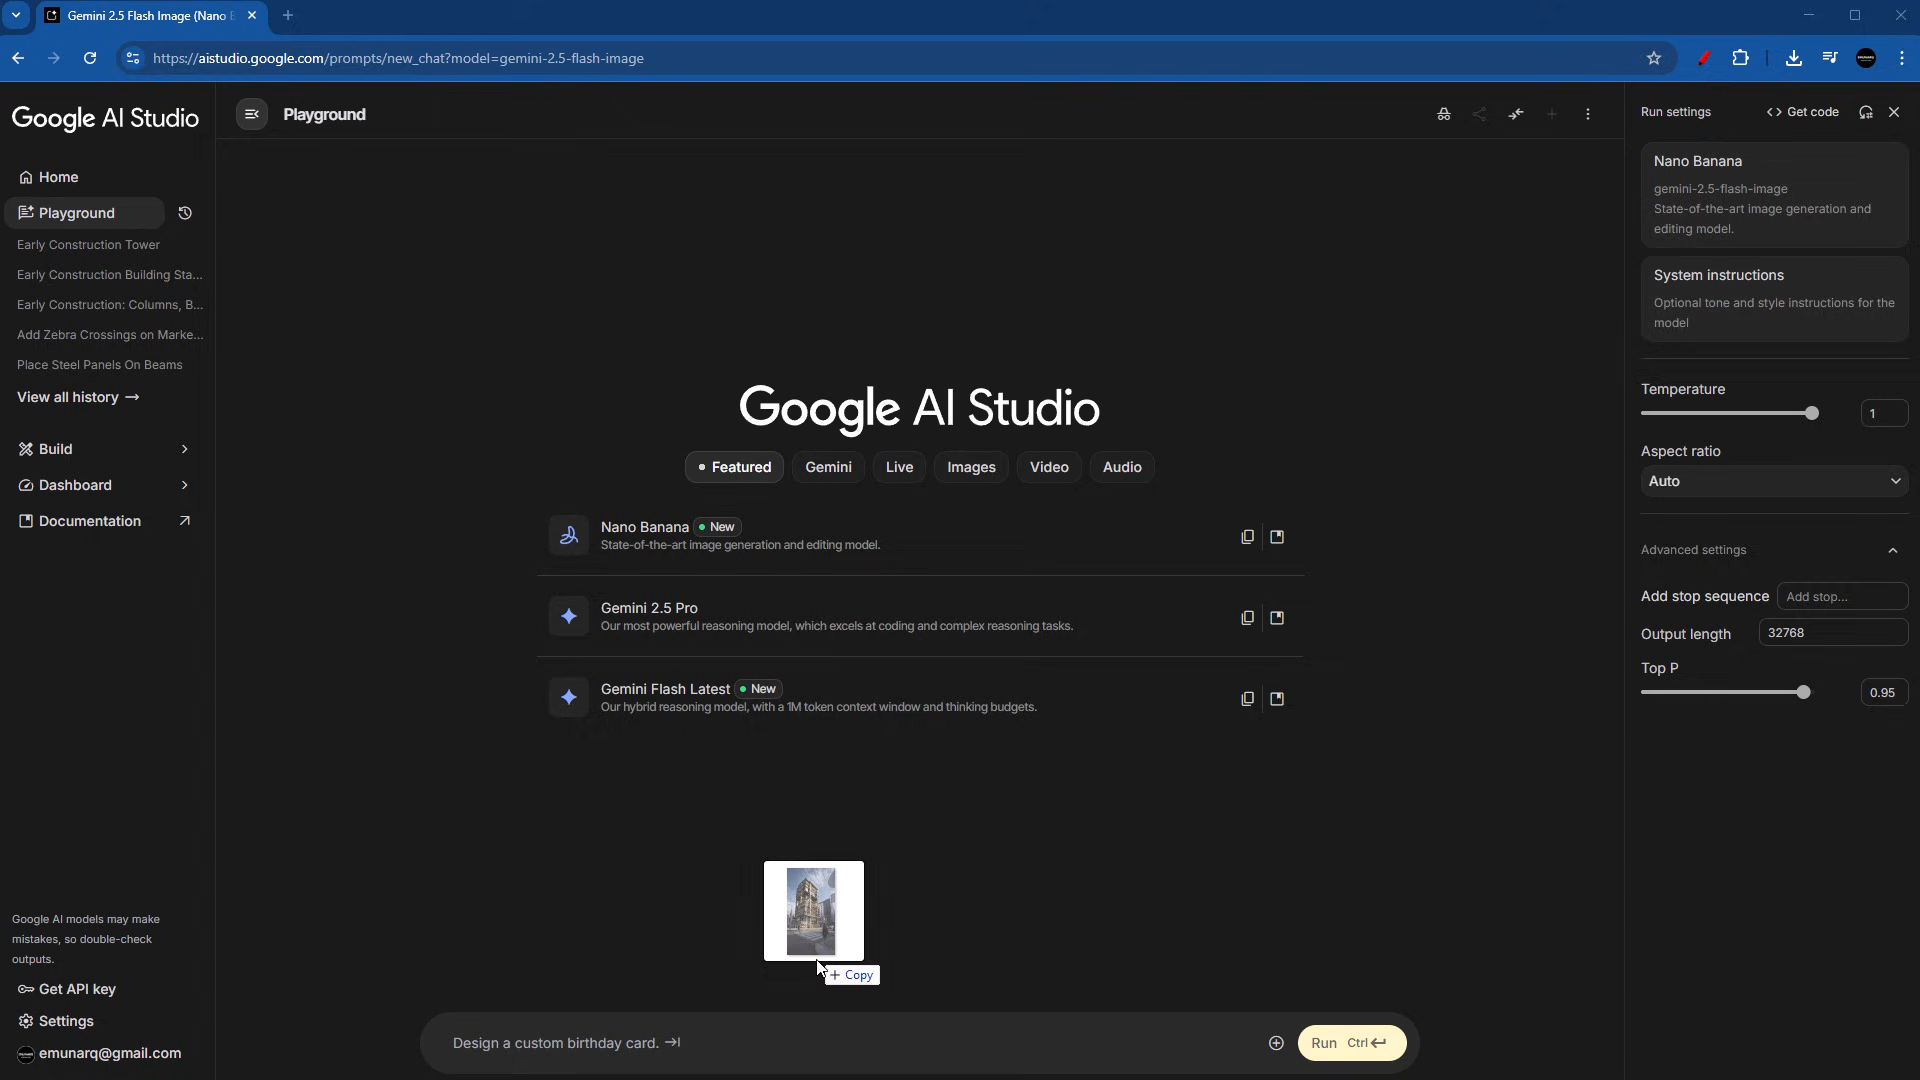 Gemini 2.5 Flash Image (Nano B
https://aistudio.google.com/prompts/new_chat?model=gemini-2.5-flash-image
Google AI Studio
Home
Playground
Early Construction Tower
Early Construction Building Sta...
Early Construction: Columns, B...
Add Zebra Crossings on Marke...
Place Steel Panels On Beams
View all history →
Build
Dashboard
Documentation
Google AI models may make
mistakes, so double-check
outputs.
Get API key
Settings
emunarq@gmail.com
Playground
Google AI Studio
Featured
Gemini
Live
Images
Video
Audio
Nano Banana New
State-of-the-art image generation and editing model.
Gemini 2.5 Pro
Our most powerful reasoning model, which excels at coding and complex reasoning tasks.
Gemini Flash Latest New
Our hybrid reasoning model, with a 1M token context window and thinking budgets.
+ Copy
Design a custom birthday card.
Run Ctrl
Run settings
<> Get code
Nano Banana
gemini-2.5-flash-image
State-of-the-art image generation and
editing model.
System instructions
Optional tone and style instructions for the
model
Temperature
1
Aspect ratio
Auto
Advanced settings
Add stop sequence
Add stop...
Output length
32768
Top P
0.95